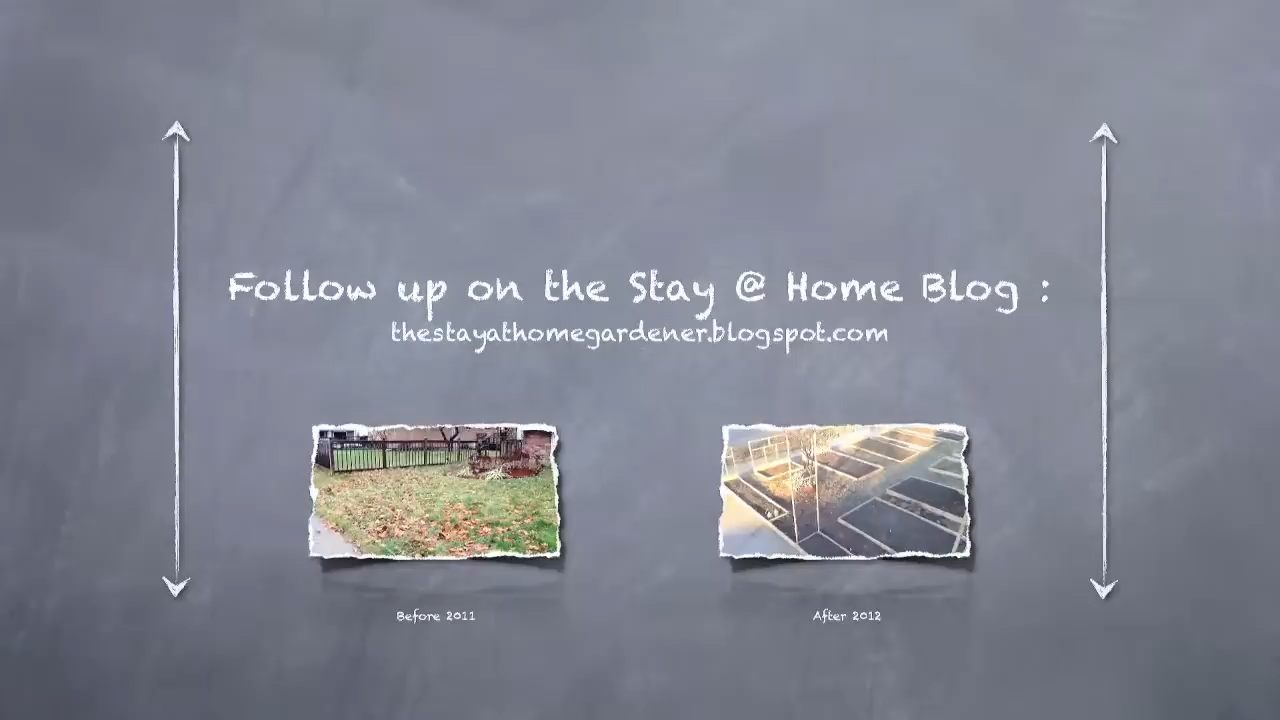 Follow up on the Stay @ Home Blog :
thestayathomegardener.blogspot.com
Before 2011
After 2012